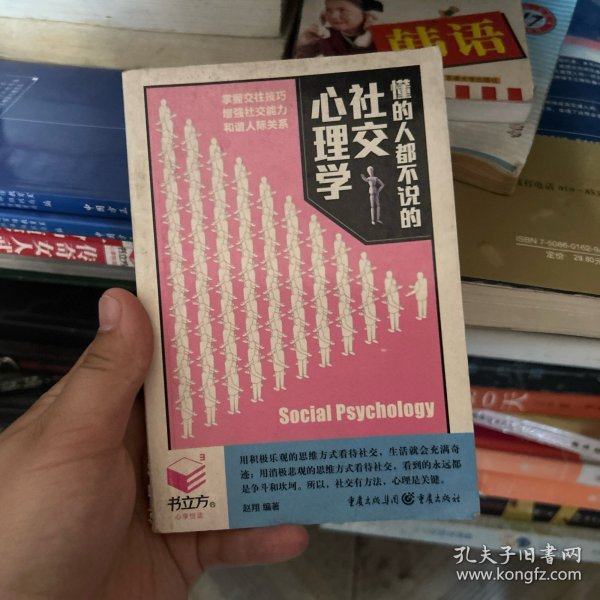 韩语
掌握交往技巧
增强社交能力
和谐人际关系
懂的人都不说的
社交
心理学
ISBN 7-5086-0162-9
定价 29.80元
Social Psychology
用积极乐观的思维方式看待社交，生活就会充满奇
迹；用消极悲观的思维方式看待社交，看到的永远都
是争斗和坎坷。所以，社交有方法，心理是关键。
书立方
心享悦读
赵翔 编著
重庆出版集团 重庆出版社
孔夫子旧书网
www.kongfz.com